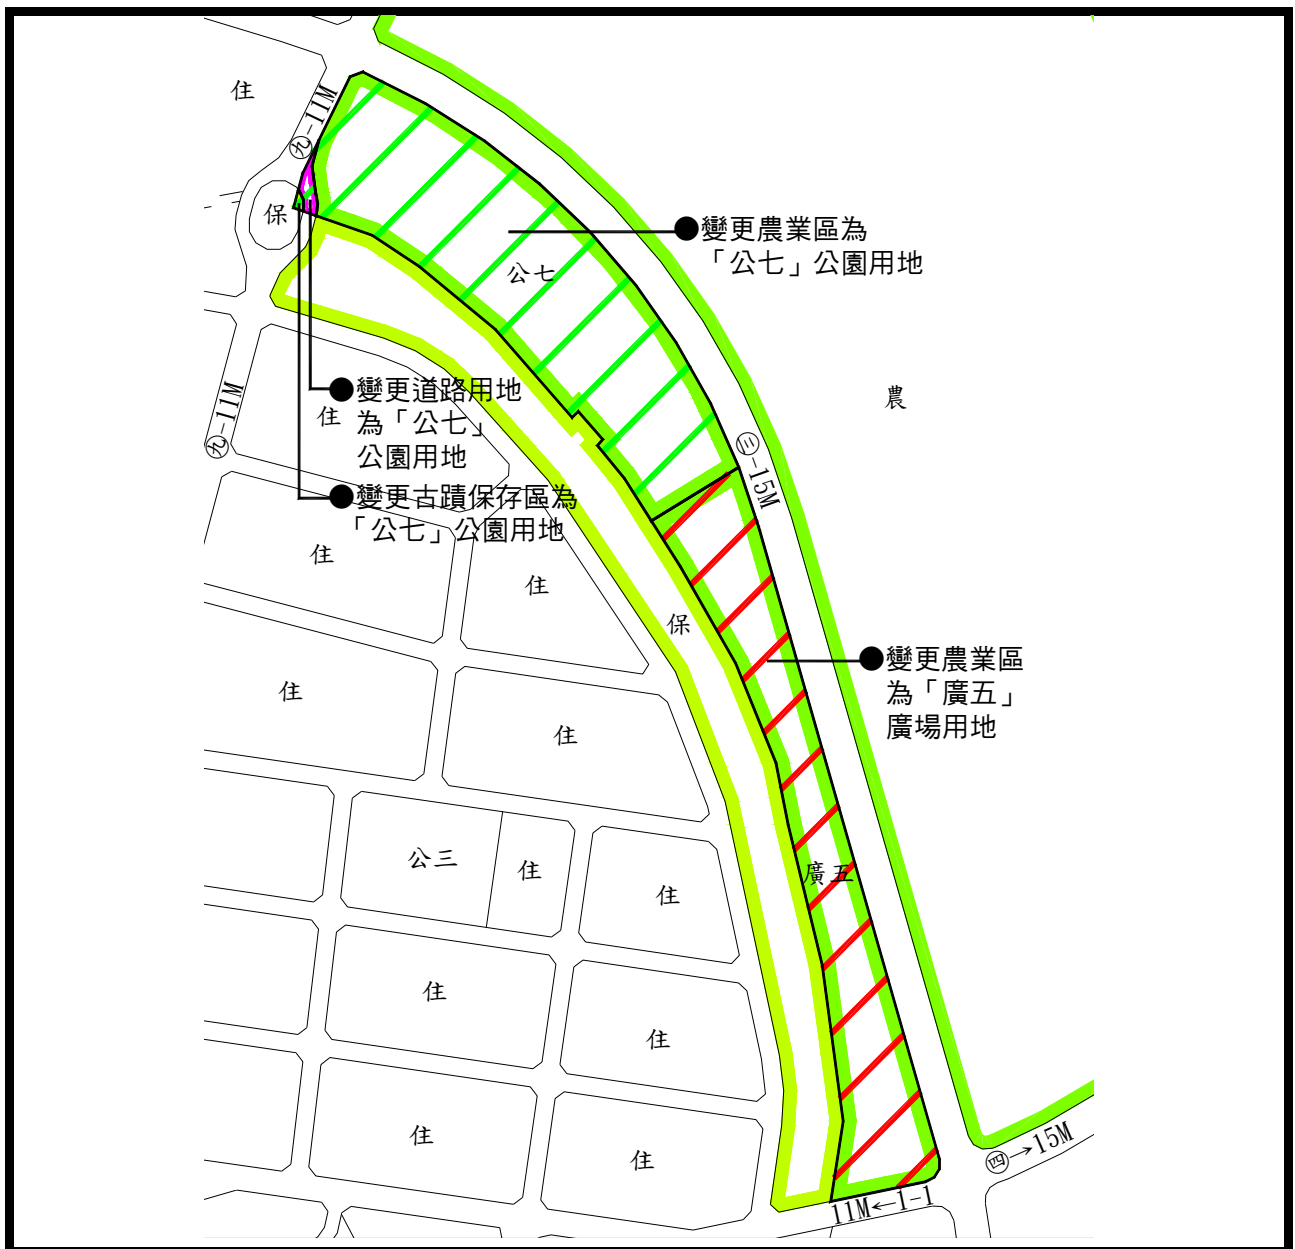 住
九-11M
保
變更農業區為
「公七」公園用地
公七
變更道路用地
為「公七」
公園用地
住
農
九-11M
三-15M
變更古蹟保存區為
「公七」公園用地
住
住
保
變更農業區
為「廣五」
廣場用地
住
住
公三
住
住
廣五
住
住
住
住
四→15M
11M←1-1